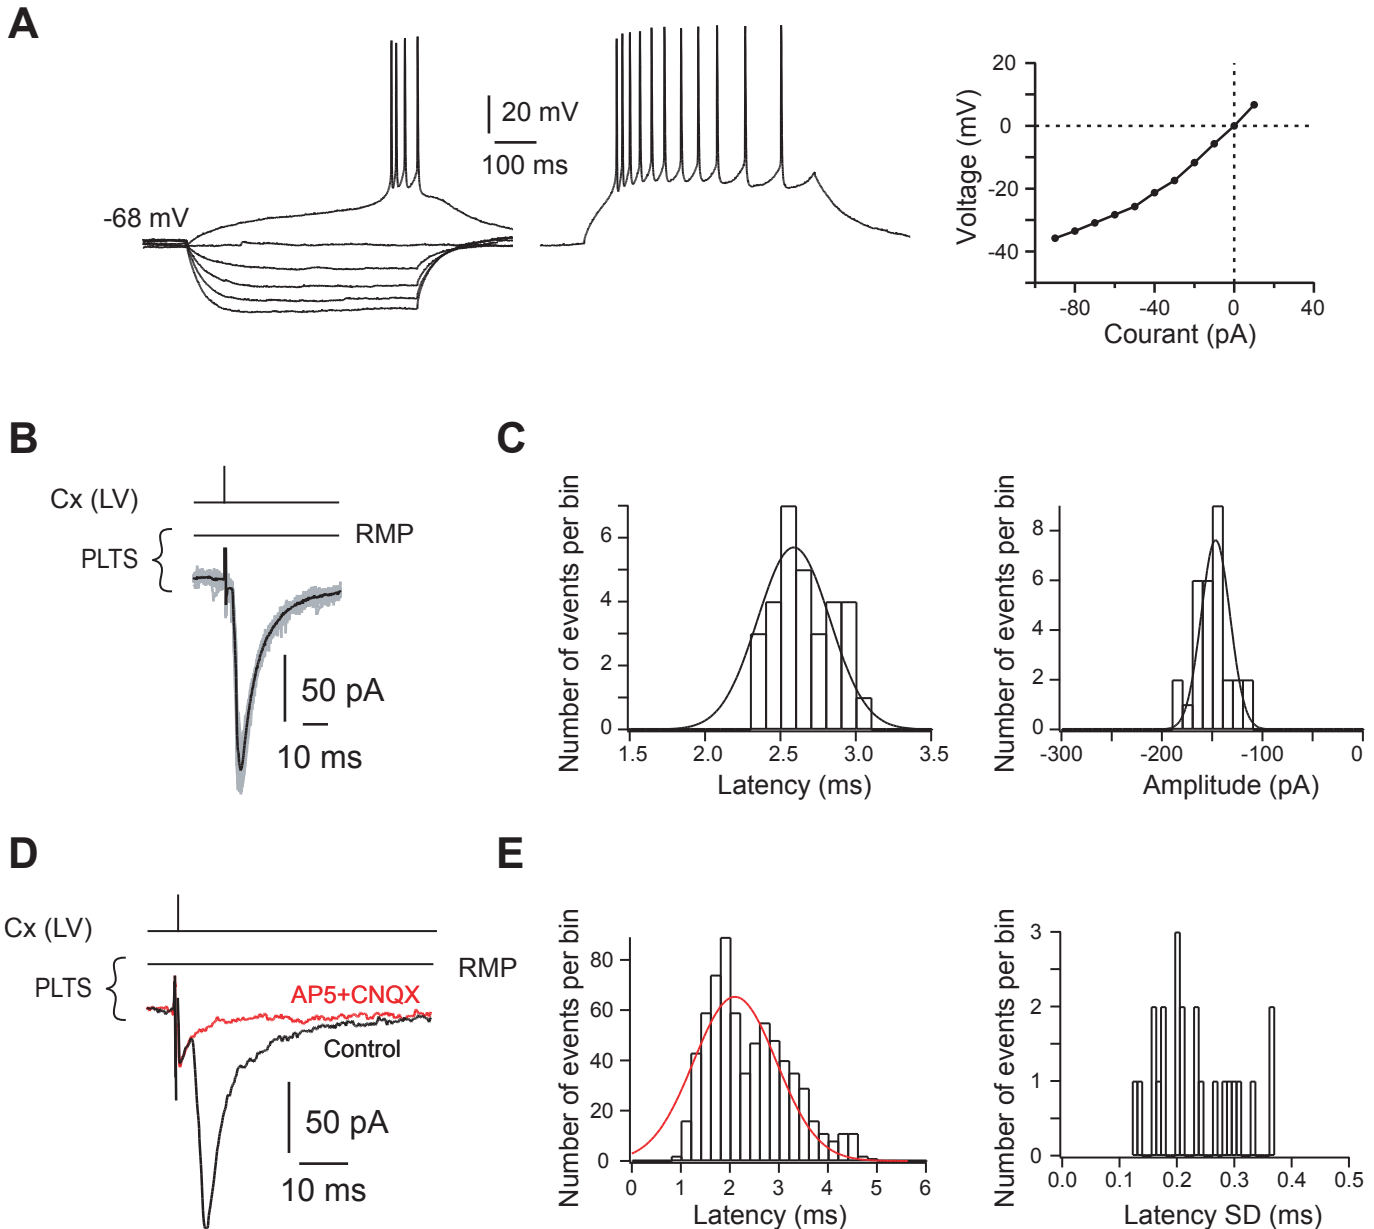 A
-68 mV
20 mV
100 ms
Voltage (mV)
20
0
-20
-40
-80
-40
0
40
Courant (pA)
B
Cx (LV)
PLTS
RMP
50 pA
10 ms
C
Number of events per bin
6
4
2
0
1.5
2.0
2.5
3.0
3.5
Latency (ms)
Number of events per bin
8
6
4
2
0
-300
-200
-100
0
Amplitude (pA)
D
Cx (LV)
PLTS
RMP
AP5+CNQX
Control
50 pA
10 ms
E
Number of events per bin
80
60
40
20
0
0
1
2
3
4
5
6
Latency (ms)
Number of events per bin
3
2
1
0
0.0
0.1
0.2
0.3
0.4
0.5
Latency SD (ms)